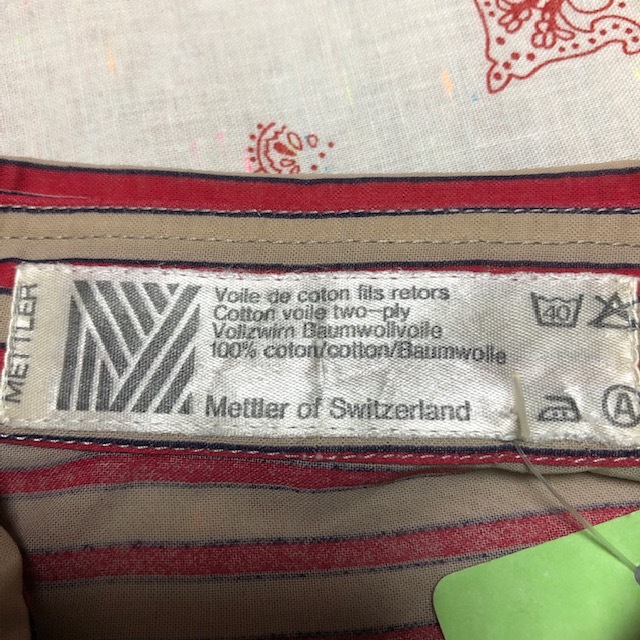 METTLER
Voile de coton fils retors
Cotton voile two-ply
Vollzwirn Baumwollvoile
100% coton/cotton/Baumwolle
Mettler of Switzerland
40
A